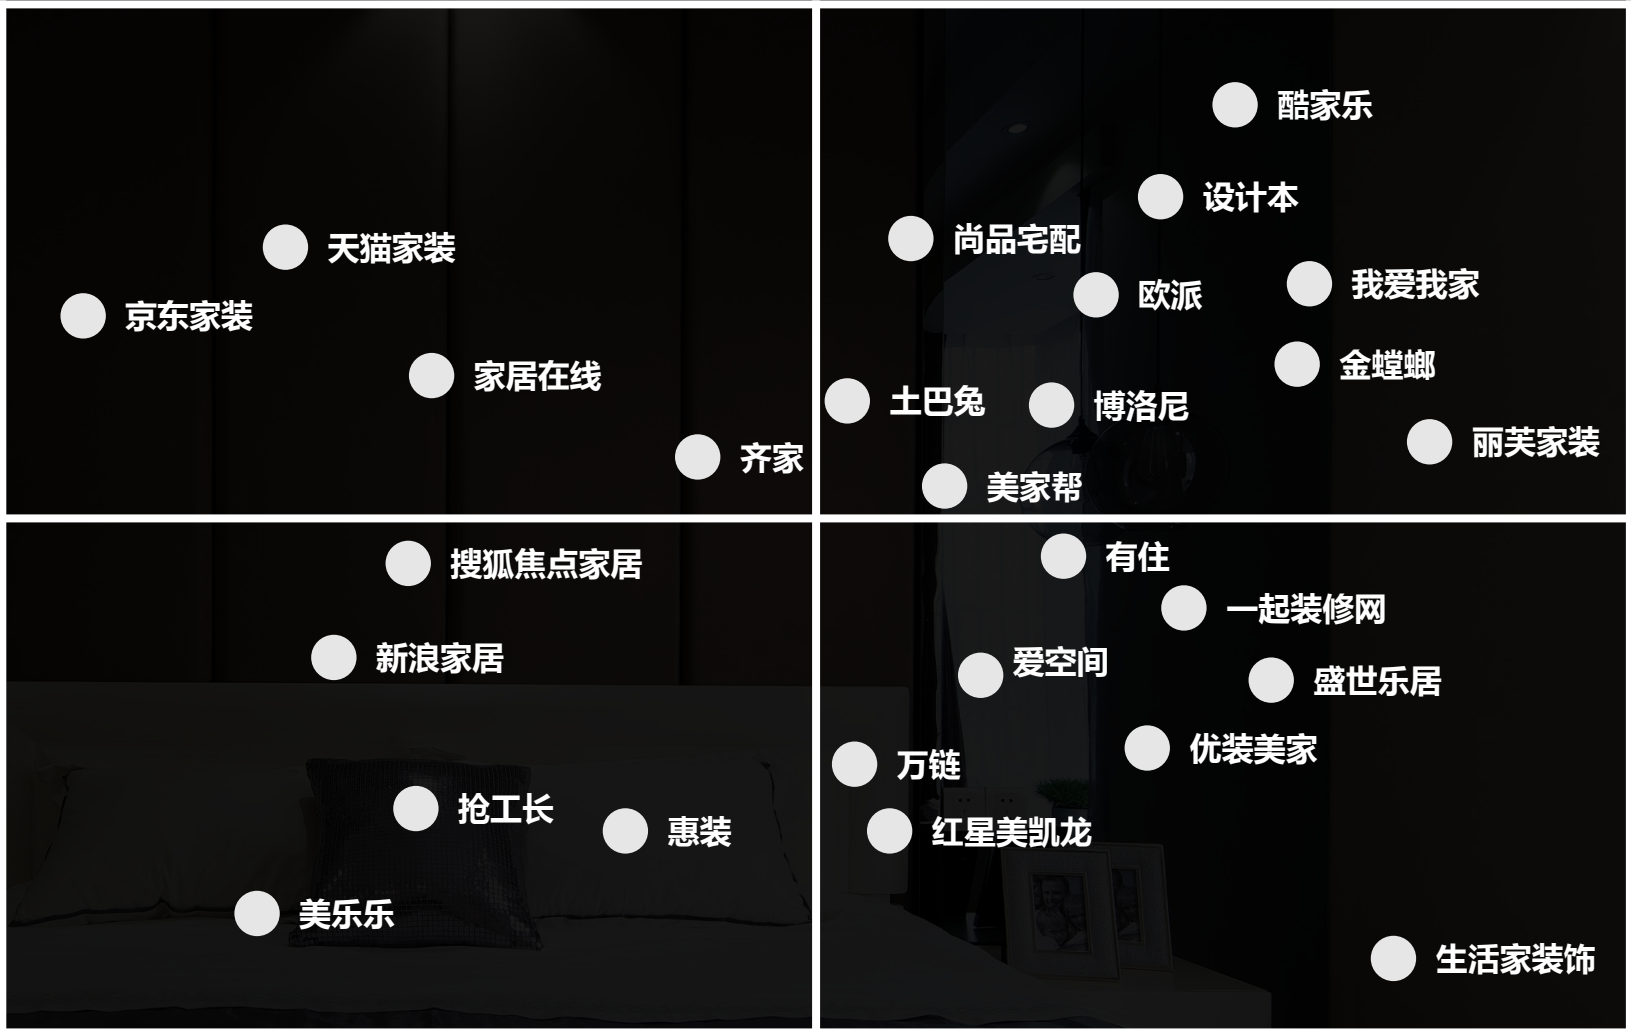 天猫家装
京东家装
家居在线
齐家
酷家乐
设计本
尚品宅配
我爱我家
欧派
金螳螂
土巴兔
博洛尼
丽芙家装
美家帮
搜狐焦点家居
新浪家居
抢工长
惠装
美乐乐
有住
一起装修网
爱空间
盛世乐居
优装美家
万链
红星美凯龙
生活家装饰